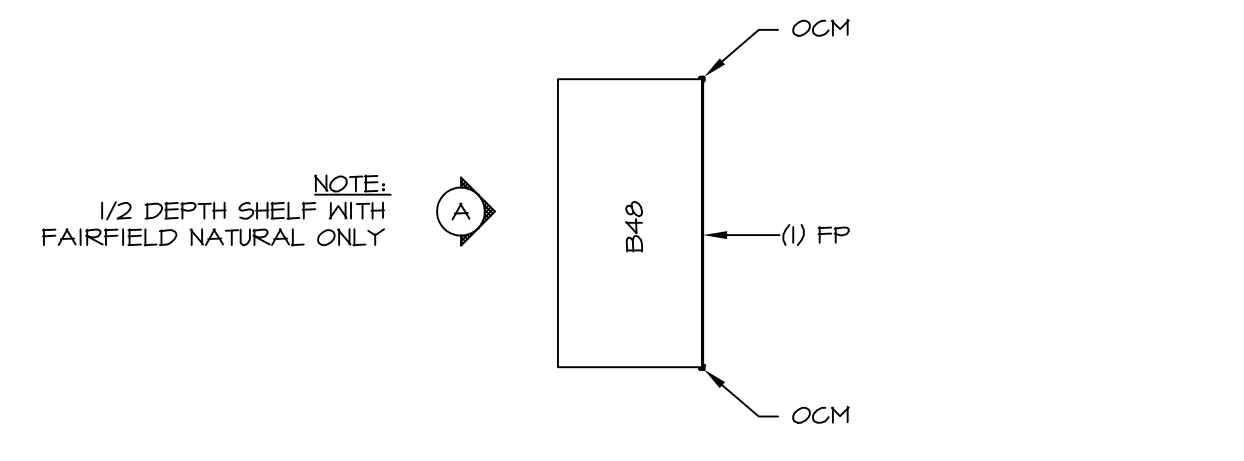 OCM
NOTE:
1/2 DEPTH SHELF WITH
FAIRFIELD NATURAL ONLY
A
B48
(1) FP
OCM